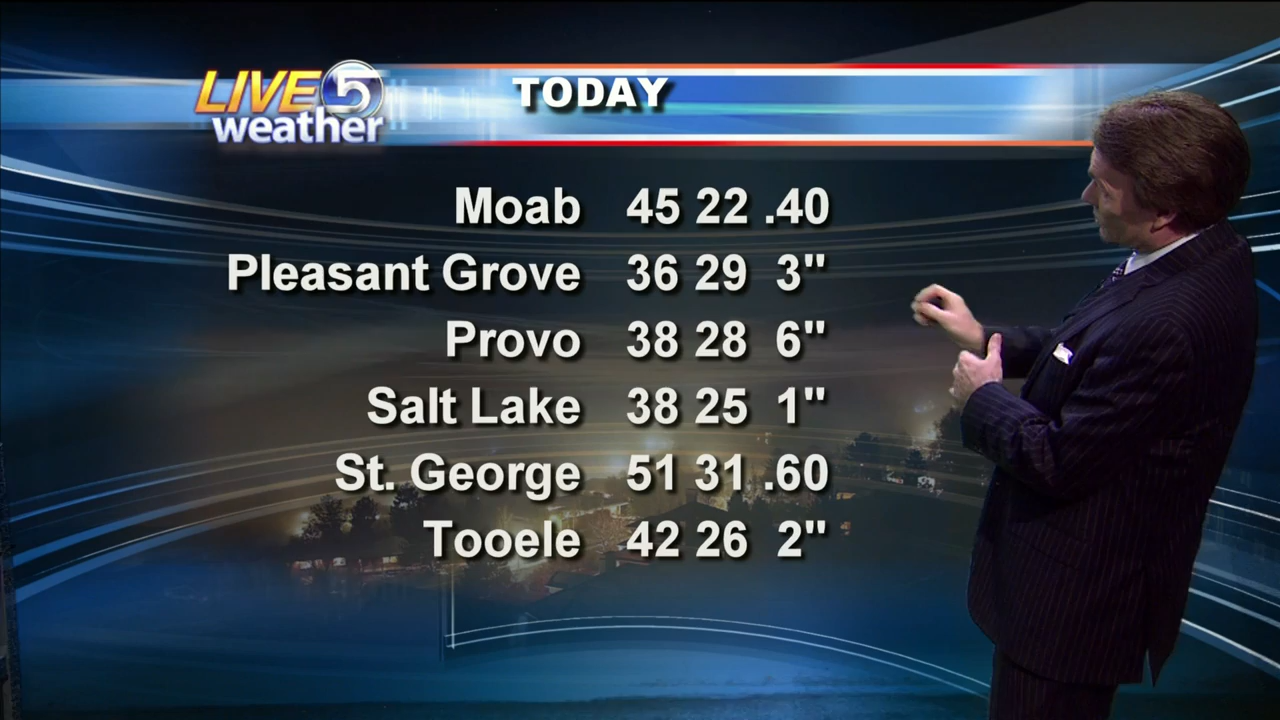 LIVE 5
weather
TODAY
Moab 45 22 .40
Pleasant Grove 36 29 3"
Provo 38 28 6"
Salt Lake 38 25 1"
St. George 51 31 .60
Tooele 42 26 2"